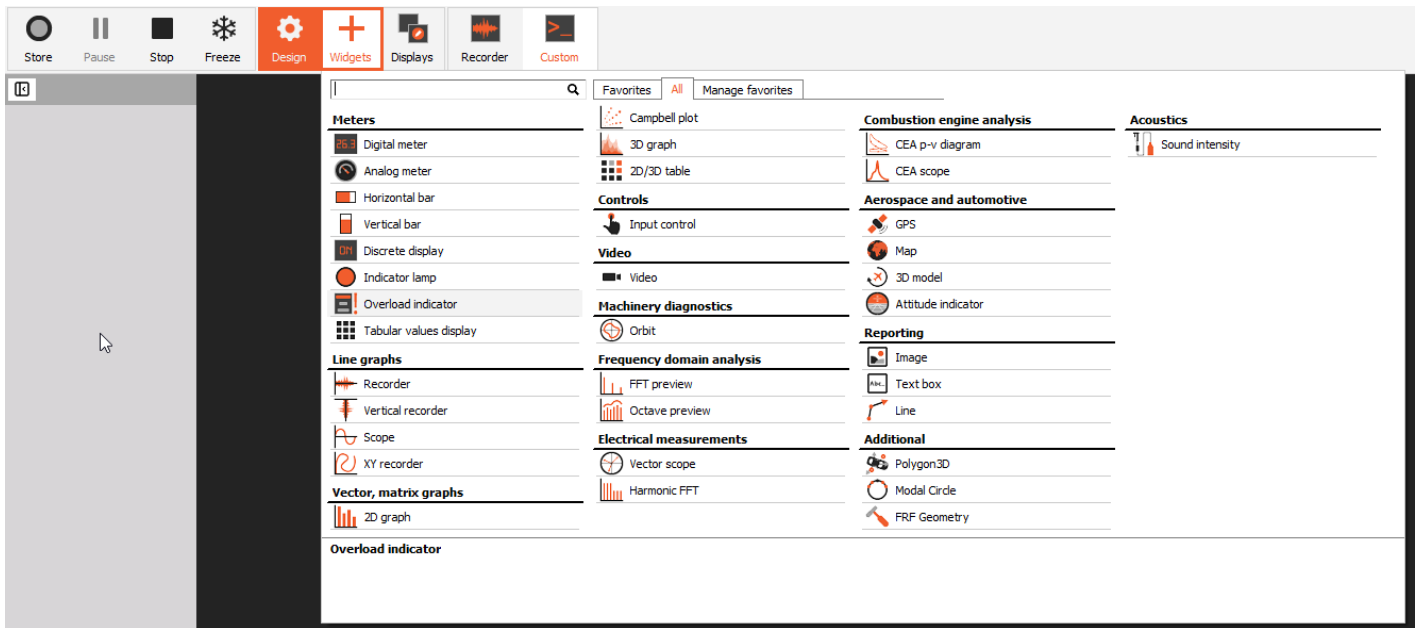 Store
Pause
Stop
Freeze
Design
Widgets
Displays
Recorder
Custom
Favorites
All
Manage favorites
Meters
26.3
Digital meter
Analog meter
Horizontal bar
Vertical bar
ON
Discrete display
Indicator lamp
Overload indicator
Tabular values display
Line graphs
Recorder
Vertical recorder
Scope
XY recorder
Vector, matrix graphs
2D graph
Campbell plot
3D graph
2D/3D table
Controls
Input control
Video
Video
Machinery diagnostics
Orbit
Frequency domain analysis
FFT preview
Octave preview
Electrical measurements
Vector scope
Harmonic FFT
Combustion engine analysis
CEA p-v diagram
CEA scope
Aerospace and automotive
GPS
Map
3D model
Attitude indicator
Reporting
Image
Abc...
Text box
Line
Additional
Polygon3D
Modal Circle
FRF Geometry
Acoustics
Sound intensity
Overload indicator